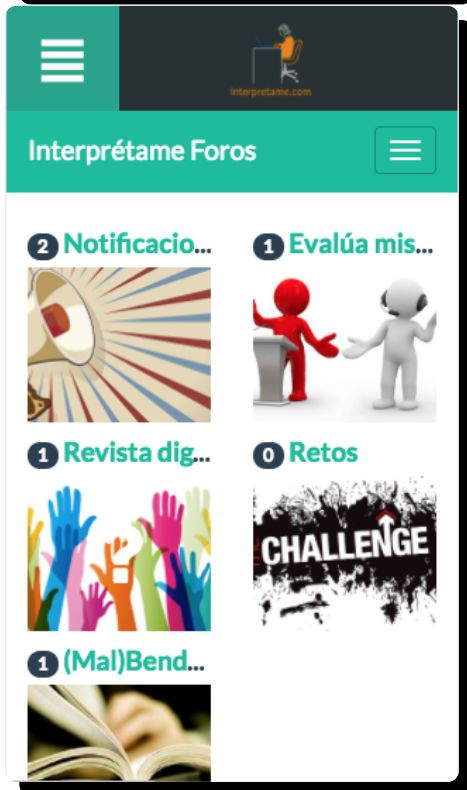 Interpretame.com
Interprétame Foros
2 Notificacio...
1 Evalúa mis...
1 Revista dig...
0 Retos
?
CHALLENGE
1 (Mal)Bend...